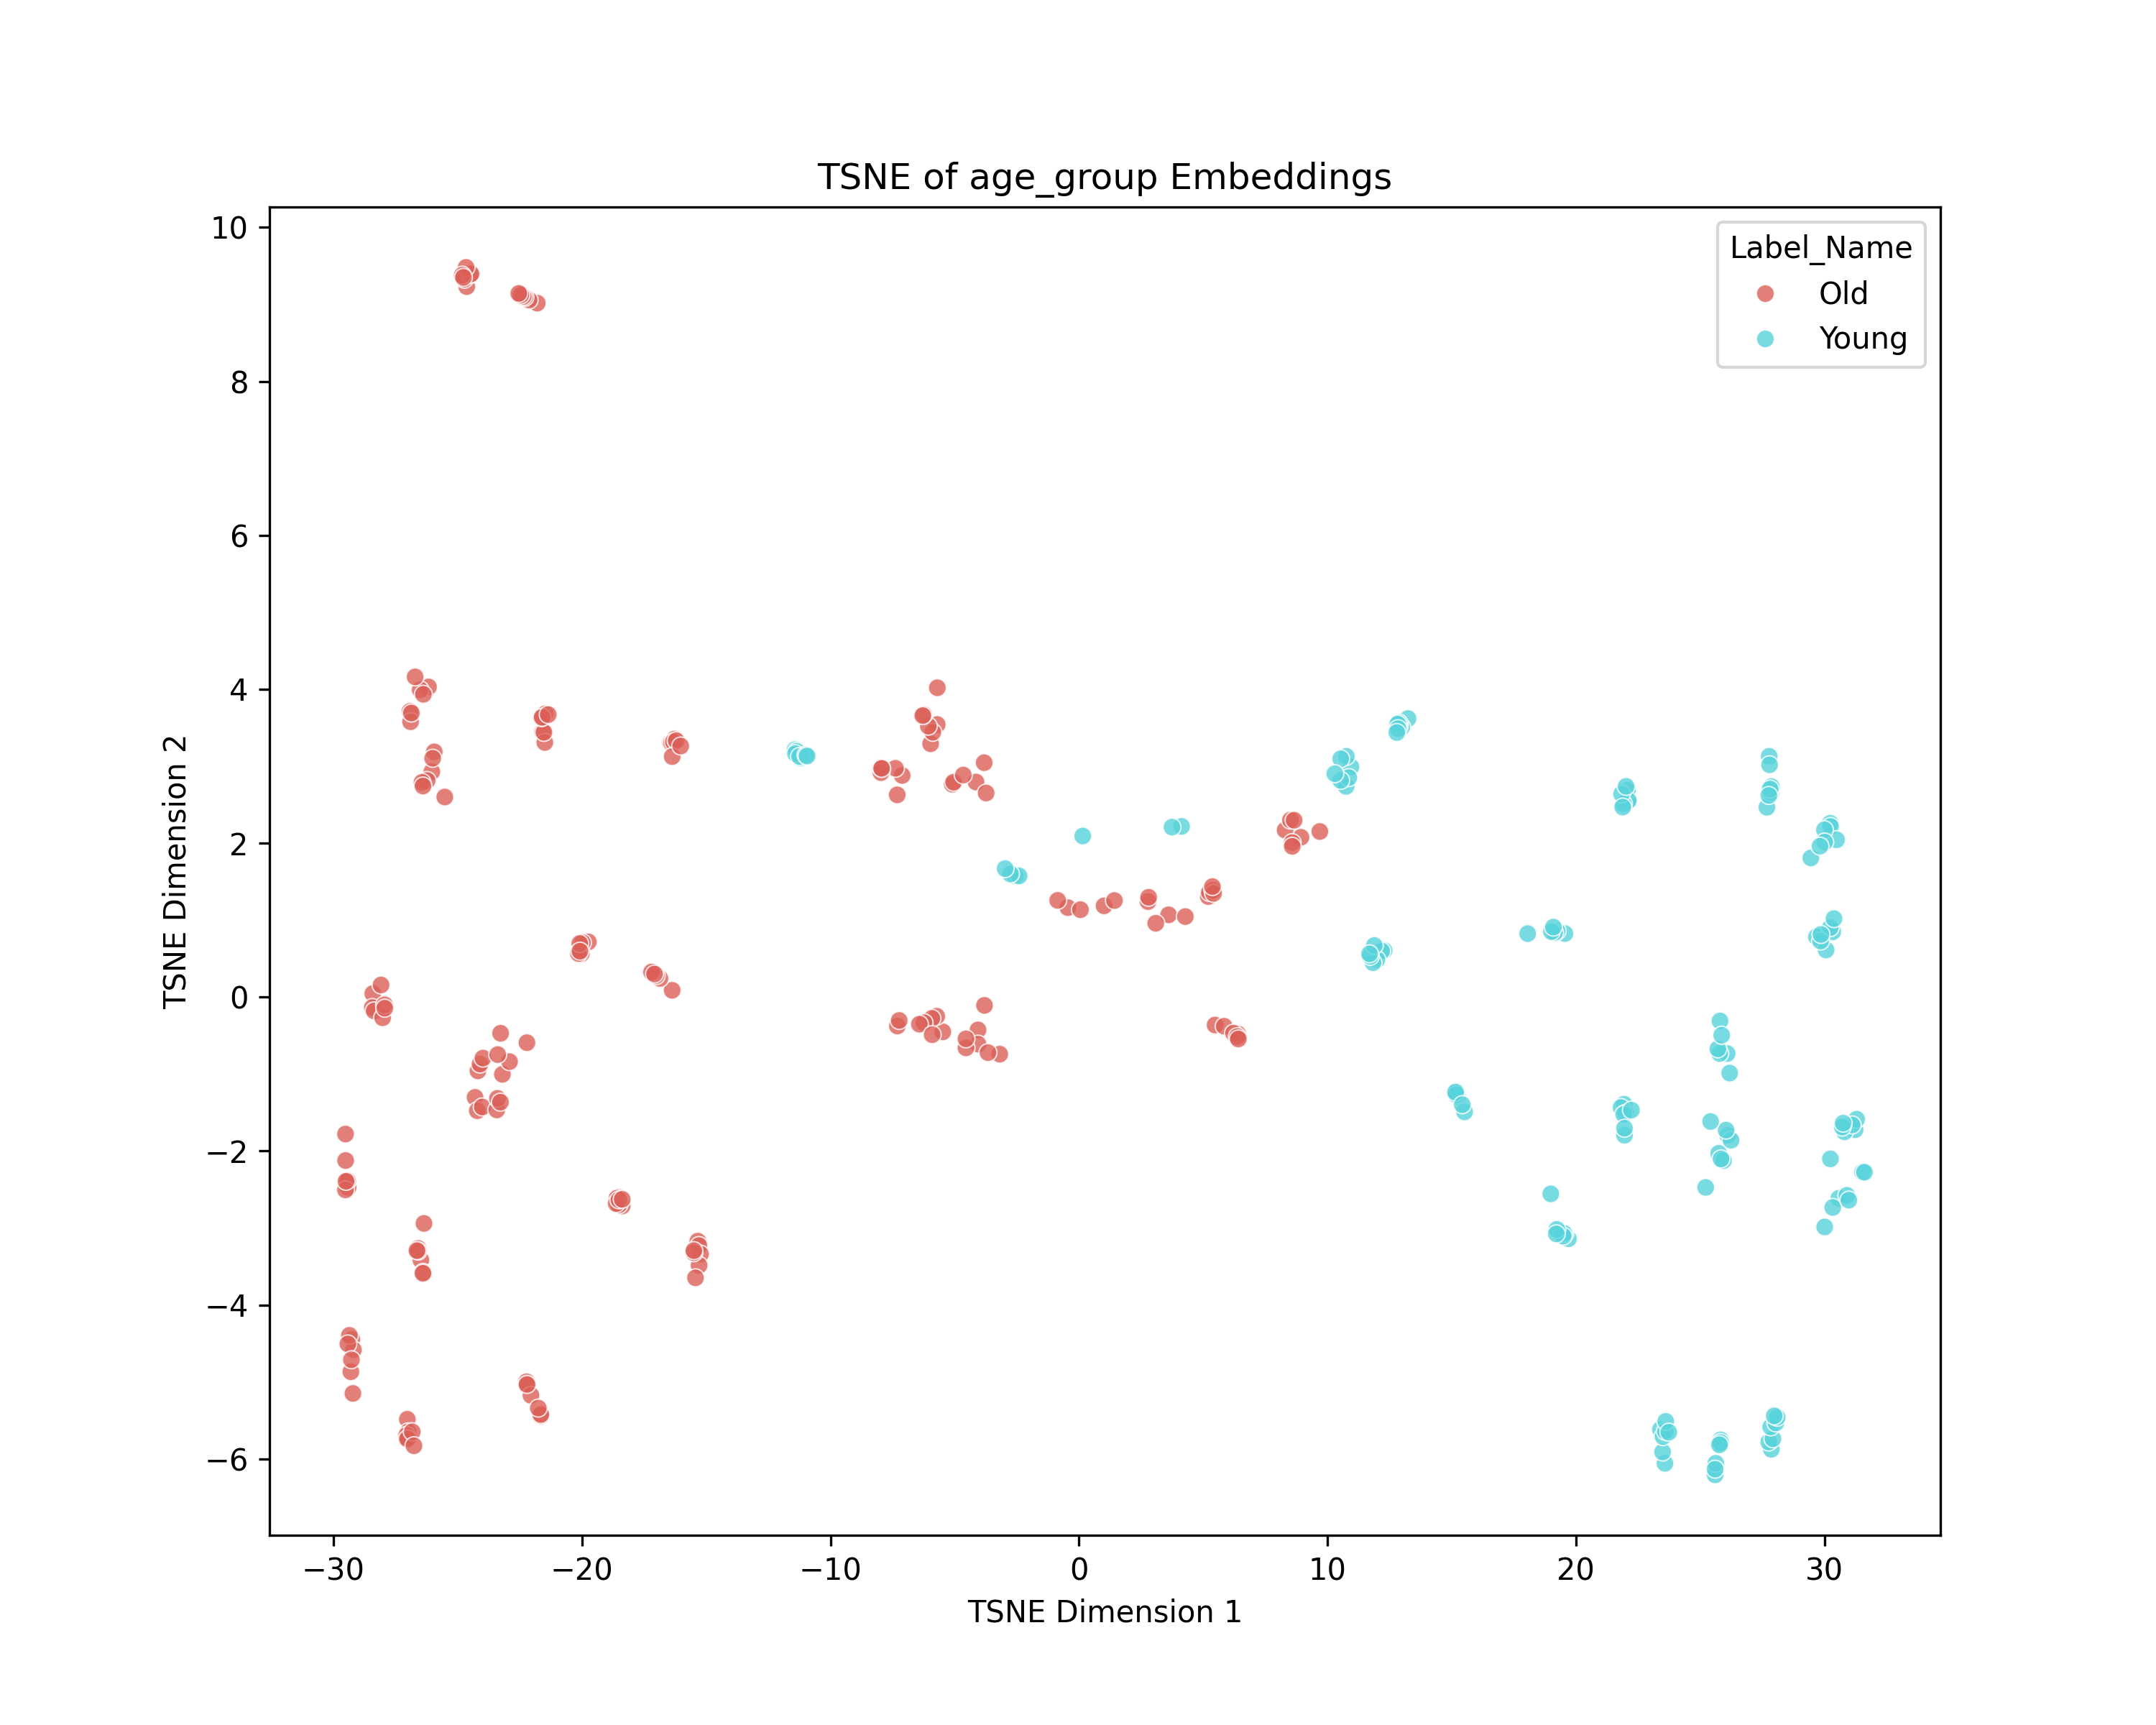 TSNE of age_group Embeddings
Label_Name
Old
Young
10
8
6
4
2
0
−2
−4
−6
TSNE Dimension 2
−30
−20
−10
0
10
20
30
TSNE Dimension 1